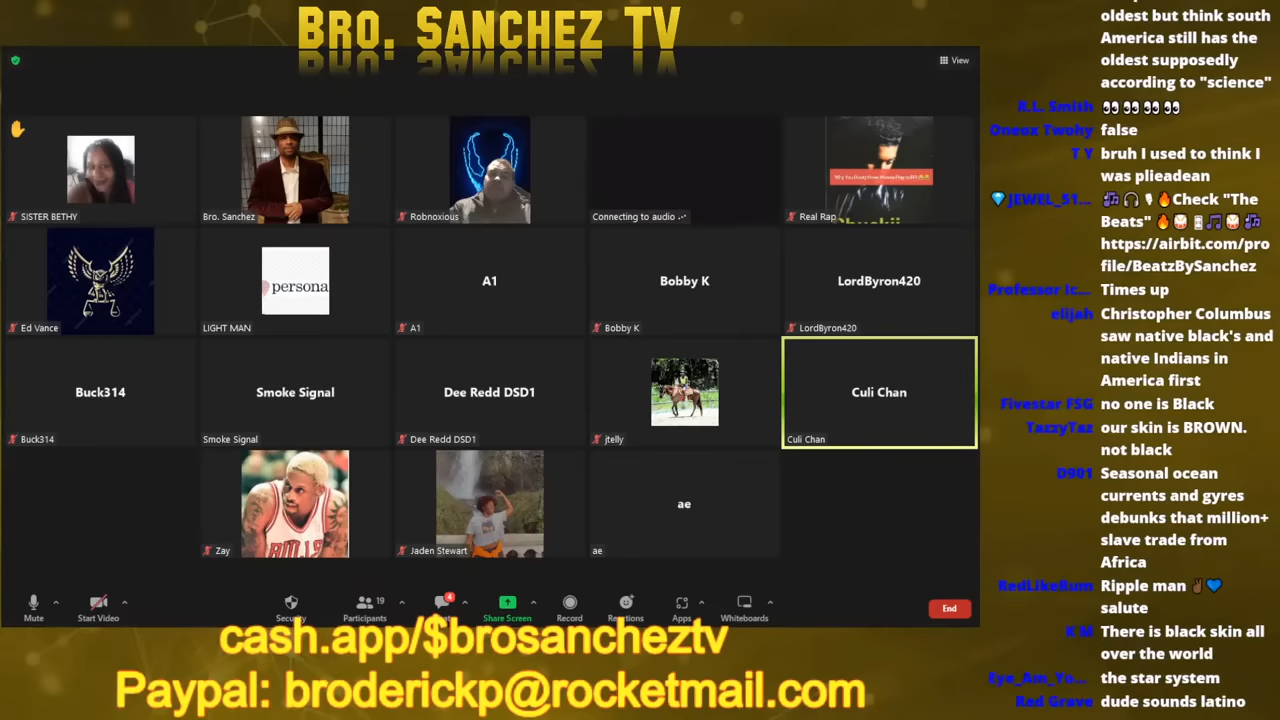 Bro. Sanchez TV
View
SISTER BETHY
Bro. Sanchez
Robnoxious
Connecting to audio
Real Rap
Ed Vance
persona
LIGHT MAN
A1
A1
Bobby K
Bobby K
LordByron420
LordByron420
Buck314
Buck314
Smoke Signal
Smoke Signal
Dee Redd DSD1
Dee Redd DSD1
jtelly
Culi Chan
Culi Chan
BULLS
Zay
Jaden Stewart
ae
ae
Mute
Start Video
Security
Participants
19
4
Share Screen
Record
Reactions
Apps
Whiteboards
End
cash.app/$brosancheztv
Paypal: broderickp@rocketmail.com
oldest but think south
America still has the
oldest supposedly
according to "science"
R.L. Smith
Oneox Twohy false
T Y bruh I used to think I
was plieadean
JEWEL_S1... Check "The
Beats"
https://airbit.com/pro
file/BeatzBySanchez
Professor Ic... Times up
elijah Christopher Columbus
saw native black's and
native Indians in
America first
Fivestar FSG no one is Black
TazzyTaz our skin is BROWN.
not black
D901 Seasonal ocean
currents and gyres
debunks that million+
slave trade from
Africa
Ripple man
salute
K M There is black skin all
over the world
Eye_Am_Yo... the star system
Red Grove dude sounds latino